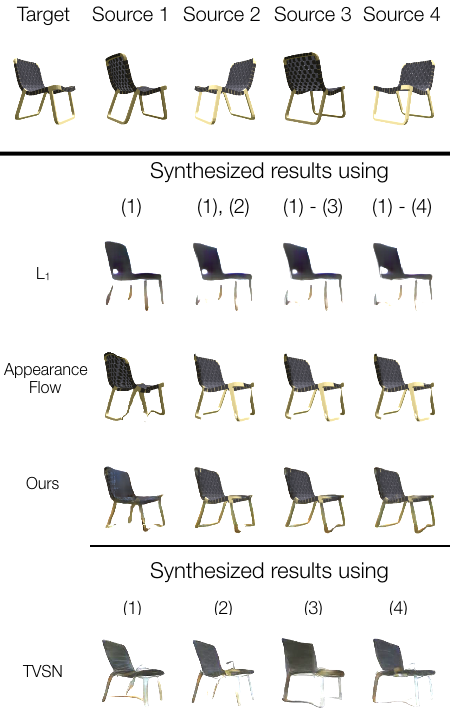 Target Source 1 Source 2 Source 3 Source 4
Synthesized results using
(1) (1), (2) (1) - (3) (1) - (4)
L1
Appearance
Flow
Ours
Synthesized results using
(1) (2) (3) (4)
TVSN